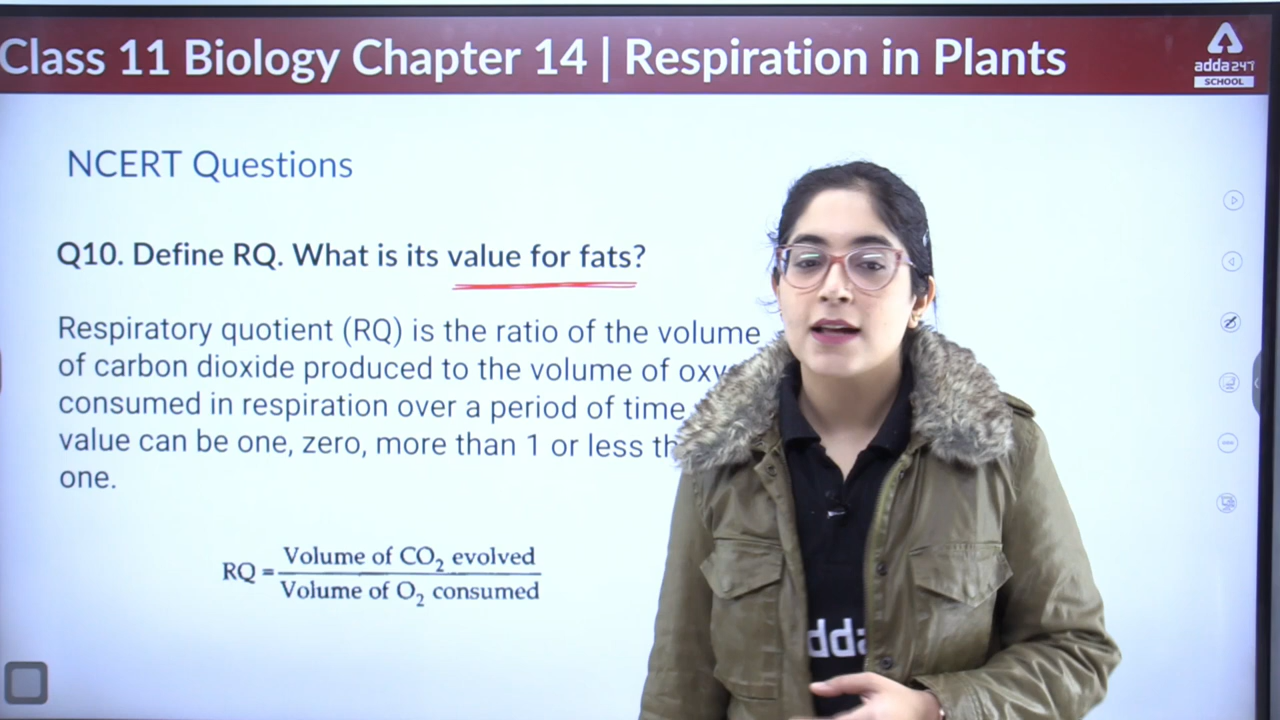 Class 11 Biology Chapter 14 | Respiration in Plants
adda247
SCHOOL
NCERT Questions
Q10. Define RQ. What is its value for fats?
Respiratory quotient (RQ) is the ratio of the volume
of carbon dioxide produced to the volume of
consumed in respiration over a period of time
value can be one, zero, more than 1 or less
one.
RQ = Volume of CO₂ evolved
Volume of O₂ consumed